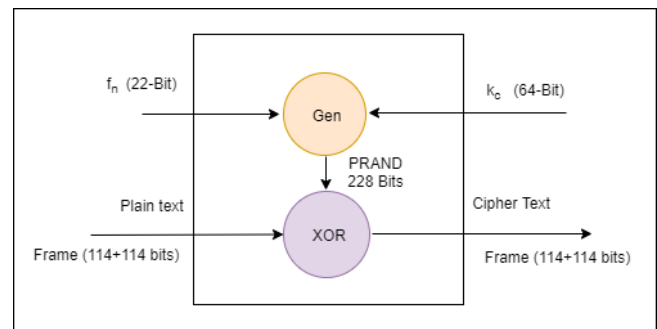 fn (22-Bit)
kc (64-Bit)
Gen
PRAND
228 Bits
Plain text
Cipher Text
XOR
Frame (114+114 bits)
Frame (114+114 bits)